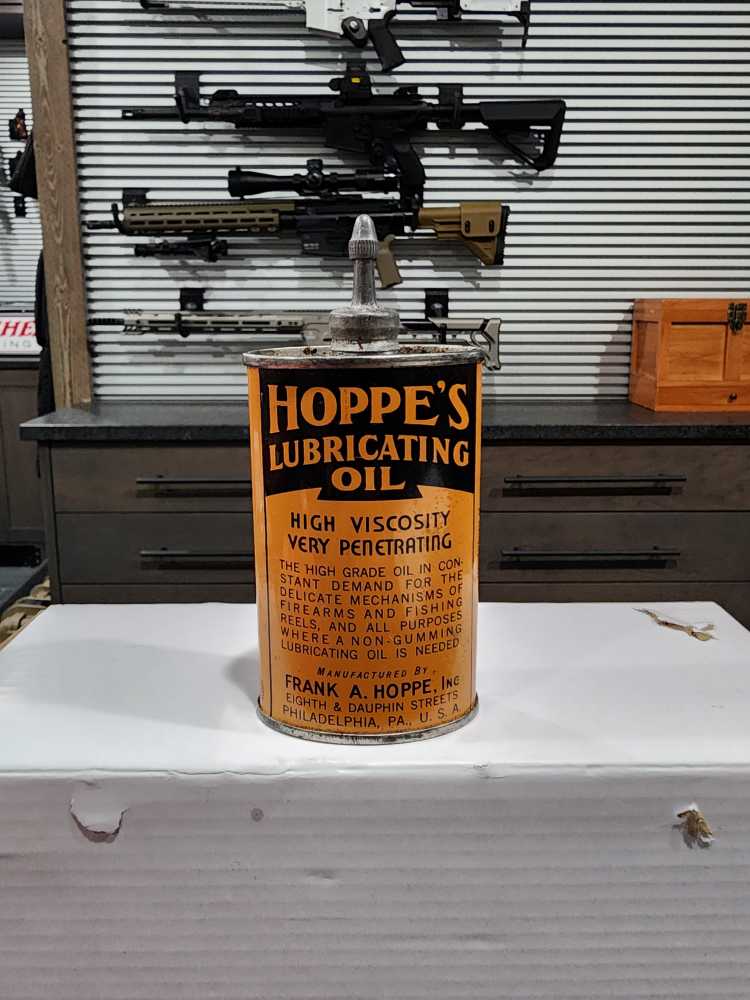 HOPPE'S
LUBRICATING
OIL
HIGH VISCOSITY
VERY PENETRATING
THE HIGH GRADE OIL IN CON-
STANT DEMAND FOR THE
DELICATE MECHANISMS OF
FIREARMS AND FISHING
REELS, AND ALL PURPOSES
WHERE A NON-GUMMING
LUBRICATING OIL IS NEEDED
MANUFACTURED BY
FRANK A. HOPPE, INC
EIGHTH & DAUPHIN STREETS
PHILADELPHIA, PA., U. S. A.